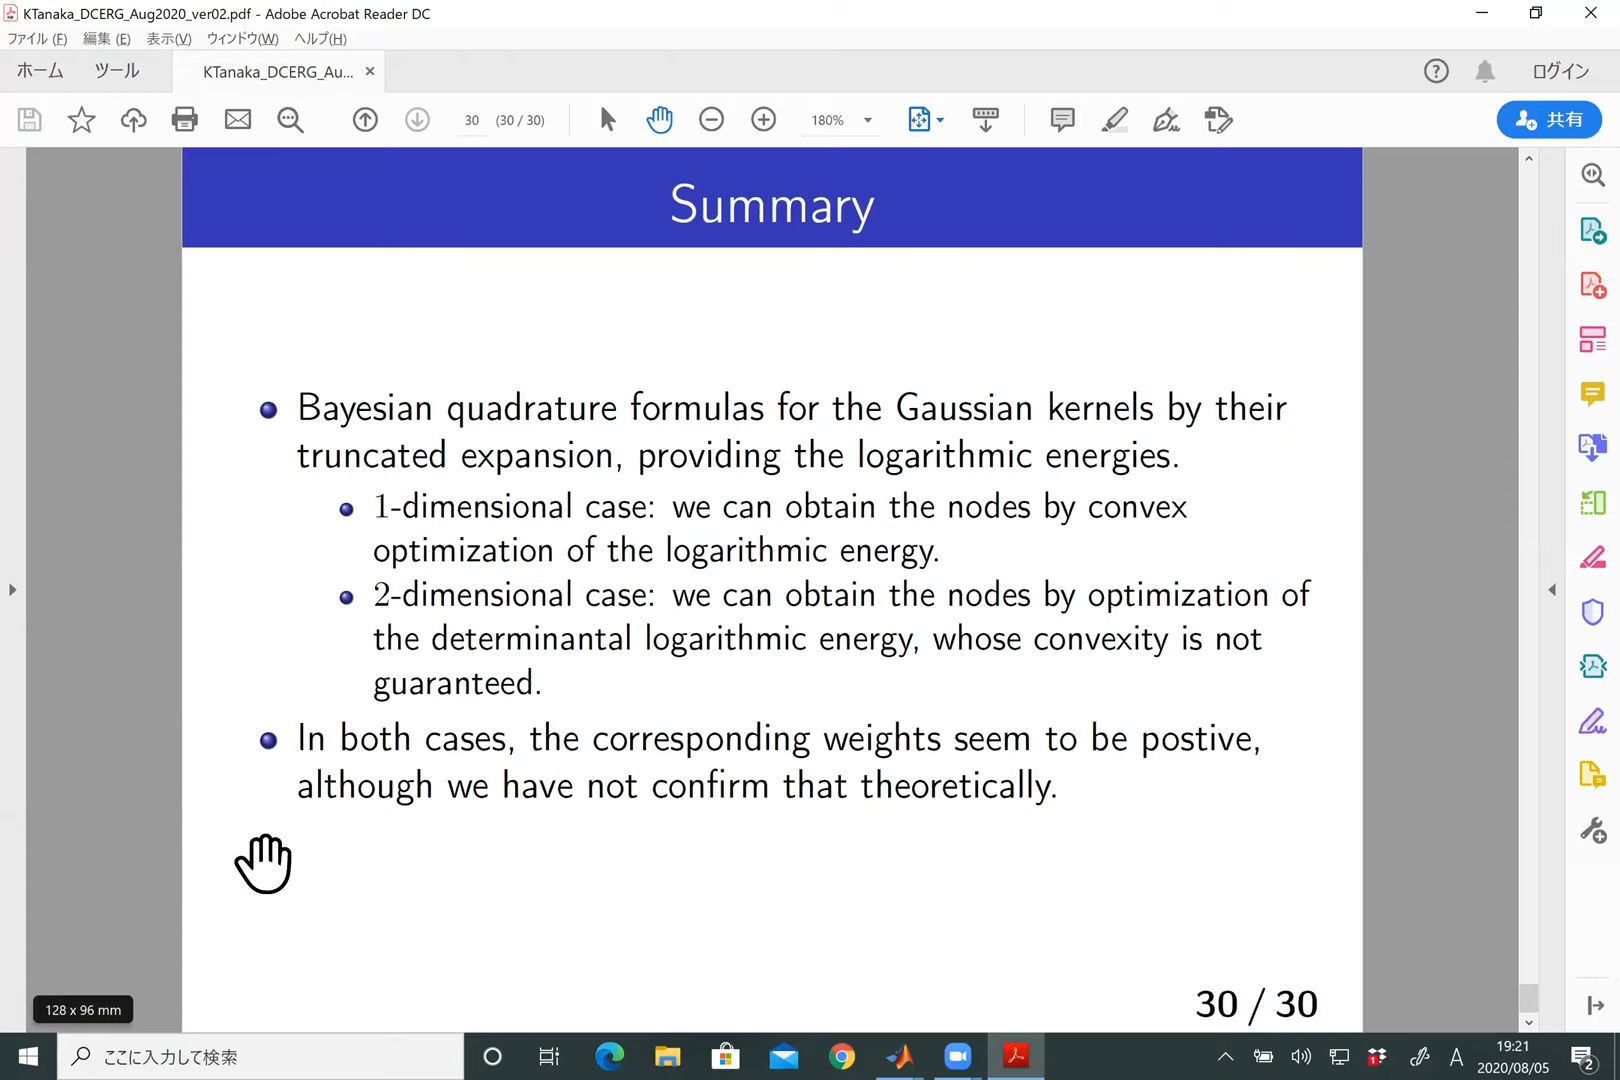 KTanaka_DCERG_Aug2020_ver02.pdf - Adobe Acrobat Reader DC
ファイル (F) 編集 (E) 表示(V) ウィンドウ(W) ヘルプ(H)
ホーム ツール KTanaka_DCERG_Au... × ログイン
30 (30 / 30) 180% 共有
Summary
Bayesian quadrature formulas for the Gaussian kernels by their
truncated expansion, providing the logarithmic energies.
1-dimensional case: we can obtain the nodes by convex
optimization of the logarithmic energy.
2-dimensional case: we can obtain the nodes by optimization of
the determinantal logarithmic energy, whose convexity is not
guaranteed.
In both cases, the corresponding weights seem to be postive,
although we have not confirm that theoretically.
30 / 30
128 x 96 mm
ここに入力して検索
A 19:21
2020/08/05 2